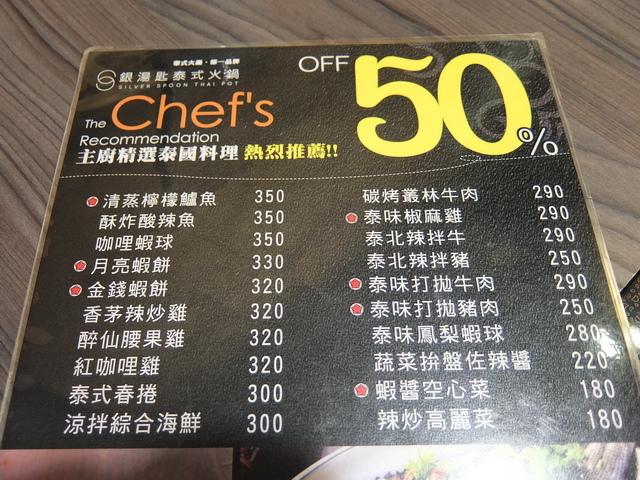 泰式火鍋・第一品牌
銀湯匙泰式火鍋
SILVER SPOON THAI POT
OFF 50%
The Chef's
Recommendation
主廚精選泰國料理 熱烈推薦!!
清蒸檸檬鱸魚 350
酥炸酸辣魚 350
咖哩蝦球 350
月亮蝦餅 330
金錢蝦餅 320
香茅辣炒雞 320
醉仙腰果雞 320
紅咖哩雞 320
泰式春捲 300
涼拌綜合海鮮 300
碳烤叢林牛肉 290
泰味椒麻雞 290
泰北辣拌牛 290
泰北辣拌豬 250
泰味打拋牛肉 290
泰味打拋豬肉 250
泰味鳳梨蝦球 280
蔬菜拚盤佐辣醬 220
蝦醬空心菜 180
辣炒高麗菜 180